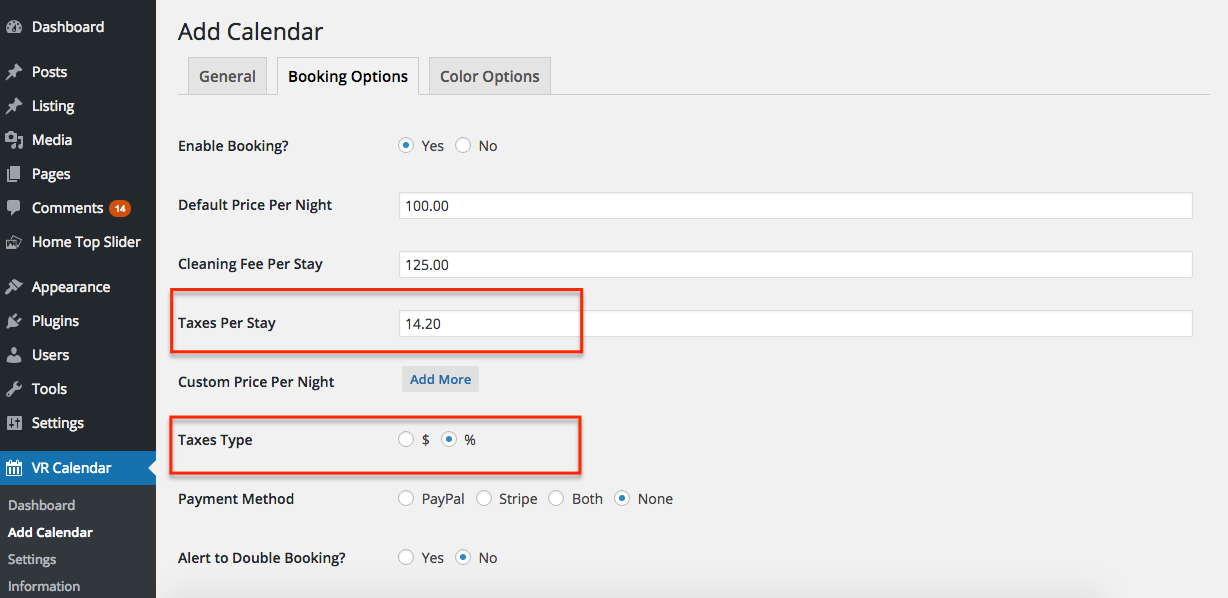 Dashboard
Posts
Listing
Media
Pages
Comments 14
Home Top Slider
Appearance
Plugins
Users
Tools
Settings
VR Calendar
Dashboard
Add Calendar
Settings
Information
Add Calendar
General Booking Options Color Options
Enable Booking? Yes No
Default Price Per Night 100.00
Cleaning Fee Per Stay 125.00
Taxes Per Stay 14.20
Custom Price Per Night Add More
Taxes Type $ %
Payment Method PayPal Stripe Both None
Alert to Double Booking? Yes No